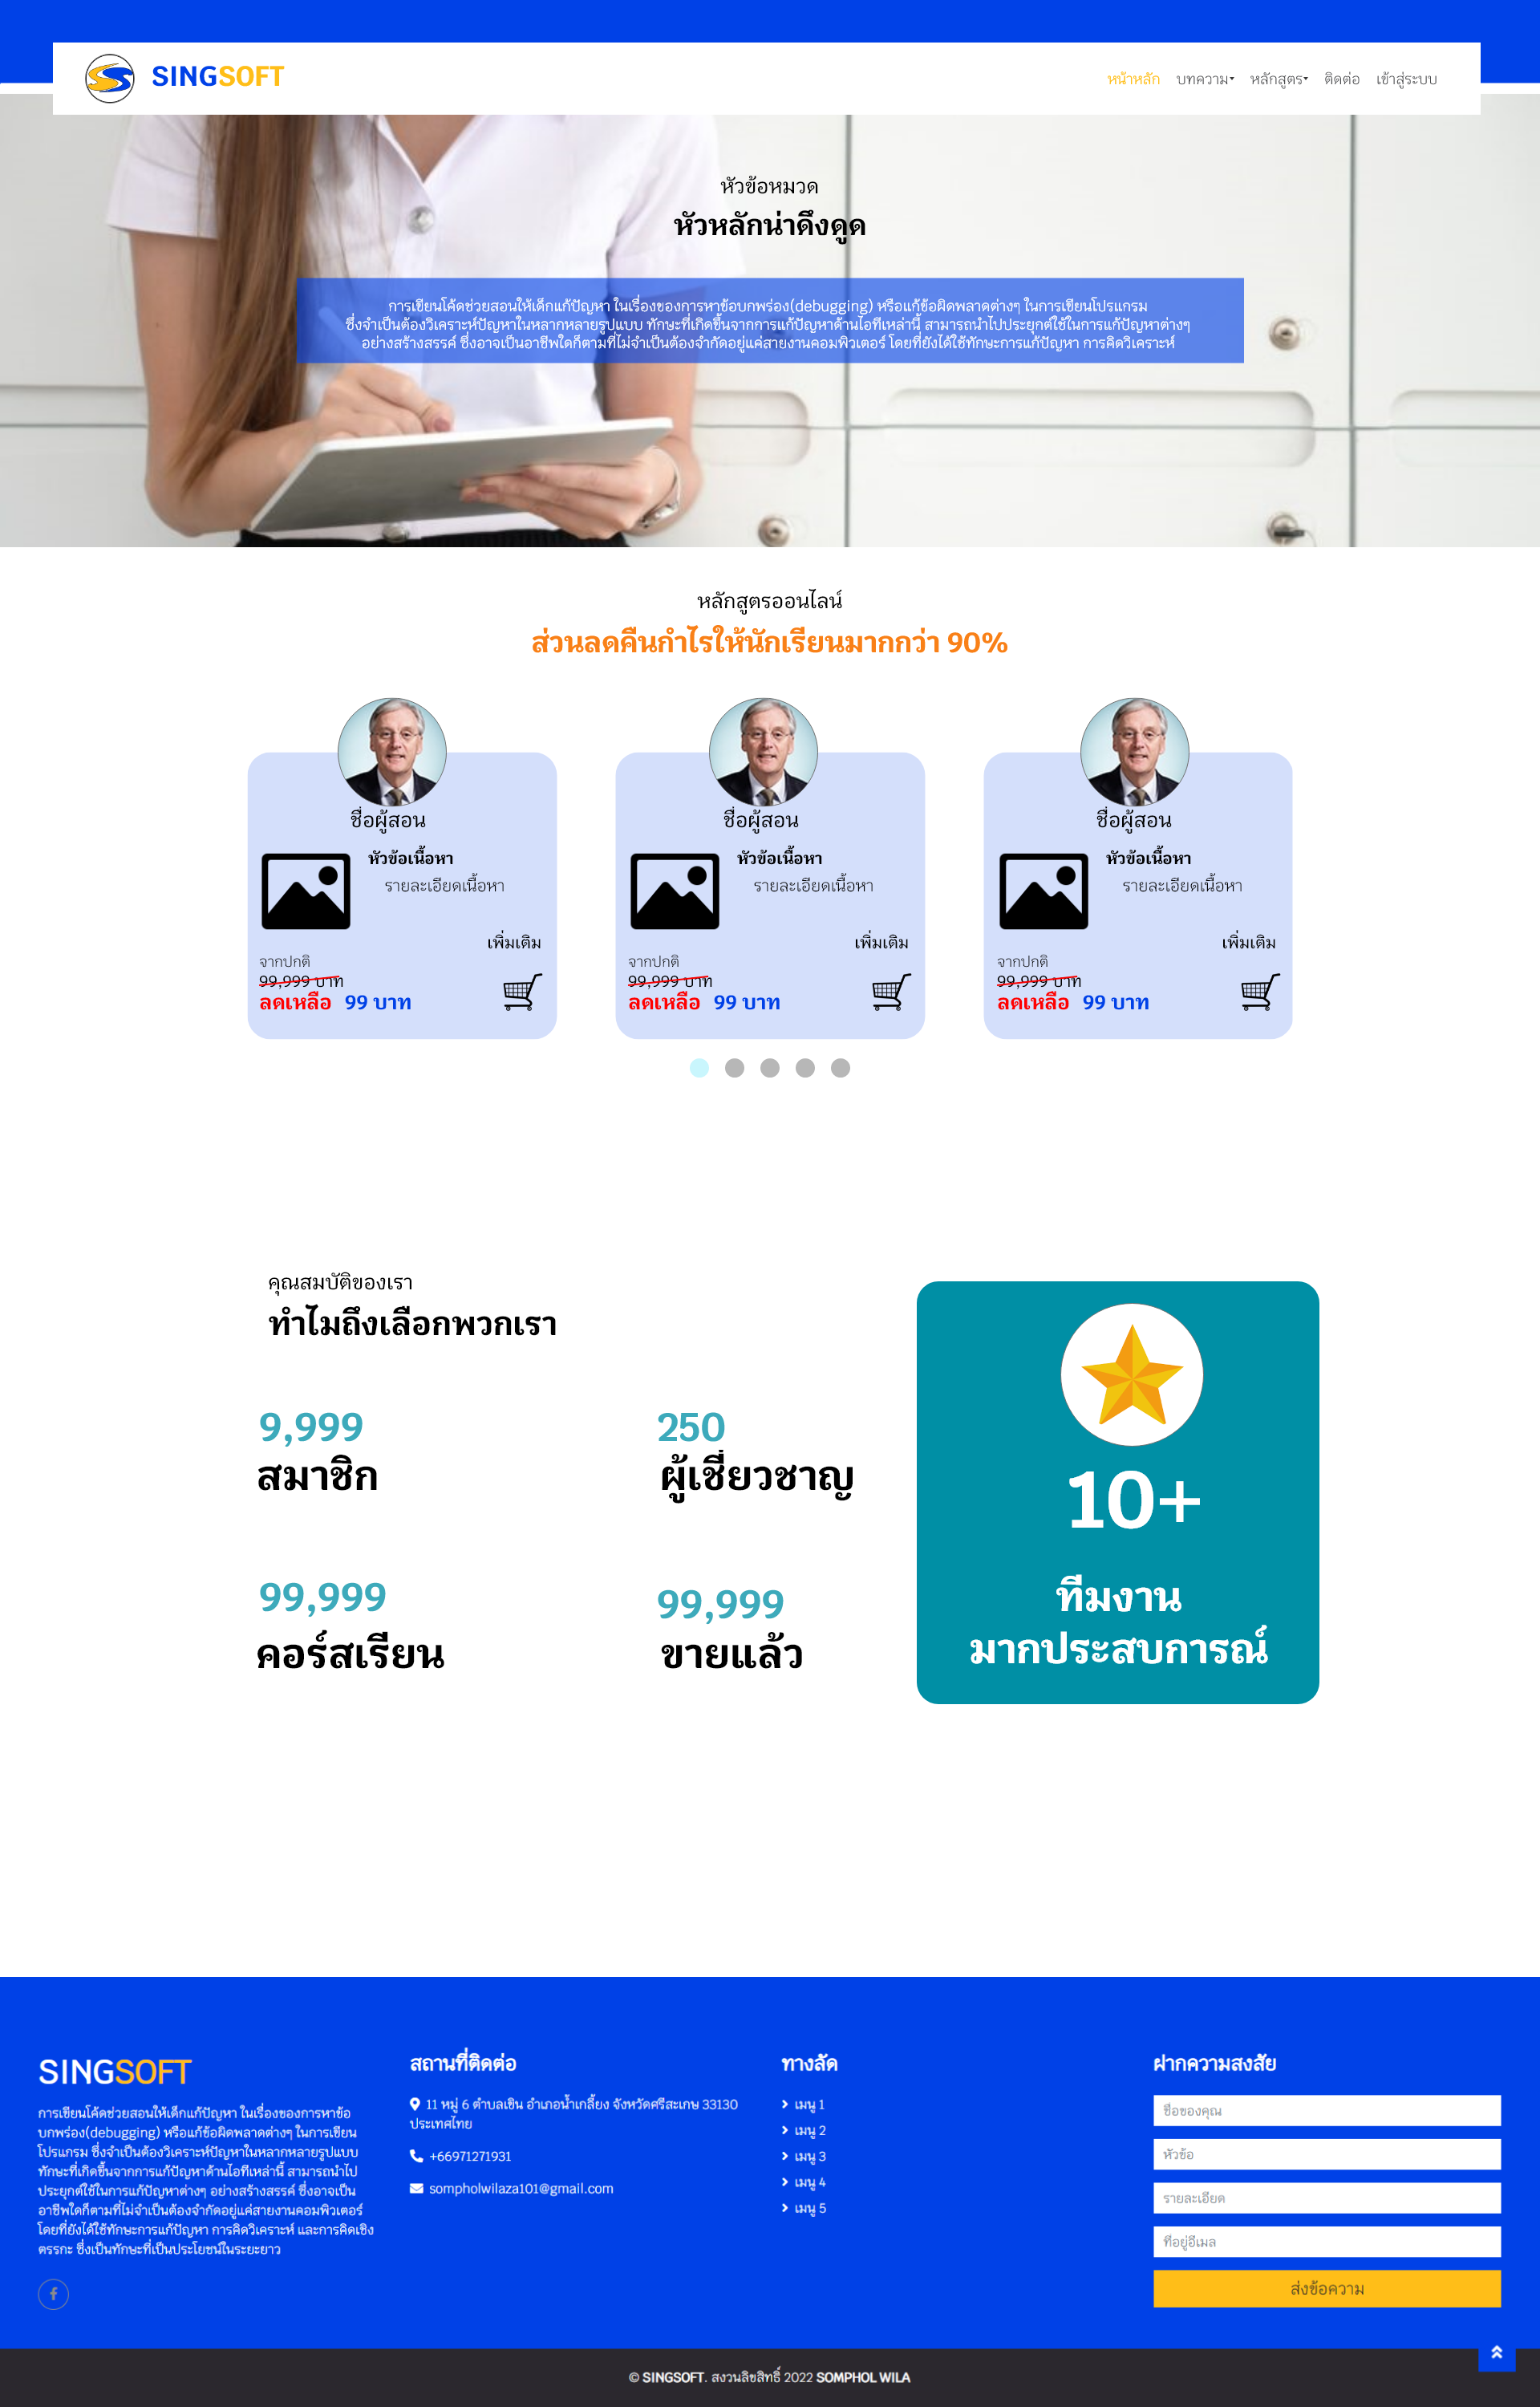 SINGSOFT
หน้าหลัก บทความ หลักสูตร ติดต่อ เข้าสู่ระบบ
หัวข้อหมวด
หัวหลักน่าดึงดูด
การเขียนโค้ดช่วยสอนให้เด็กแก้ปัญหา ในเรื่องของการหาข้อบกพร่อง(debugging) หรือแก้ข้อผิดพลาดต่างๆ ในการเขียนโปรแกรม
ซึ่งจำเป็นต้องวิเคราะห์ปัญหาในหลากหลายรูปแบบ ทักษะที่เกิดขึ้นจากการแก้ปัญหาด้านไอทีเหล่านี้ สามารถนำไปประยุกต์ใช้ในการแก้ปัญหาต่างๆ
อย่างสร้างสรรค์ ซึ่งอาจเป็นอาชีพใดก็ตามที่ไม่จำเป็นต้องจำกัดอยู่แค่สายงานคอมพิวเตอร์ โดยที่ยังได้ใช้ทักษะการแก้ปัญหา การคิดวิเคราะห์
หลักสูตรออนไลน์
ส่วนลดคืนกำไรให้นักเรียนมากกว่า 90%
ชื่อผู้สอน
หัวข้อเนื้อหา
รายละเอียดเนื้อหา
เพิ่มเติม
จากปกติ
99,999 บาท
ลดเหลือ 99 บาท
ชื่อผู้สอน
หัวข้อเนื้อหา
รายละเอียดเนื้อหา
เพิ่มเติม
จากปกติ
99,999 บาท
ลดเหลือ 99 บาท
ชื่อผู้สอน
หัวข้อเนื้อหา
รายละเอียดเนื้อหา
เพิ่มเติม
จากปกติ
99,999 บาท
ลดเหลือ 99 บาท
คุณสมบัติของเรา
ทำไมถึงเลือกพวกเรา
9,999
สมาชิก
250
ผู้เชี่ยวชาญ
99,999
คอร์สเรียน
99,999
ขายแล้ว
10+
ทีมงาน
มากประสบการณ์
SINGSOFT
การเขียนโค้ดช่วยสอนให้เด็กแก้ปัญหา ในเรื่องของการหาข้อ
บกพร่อง(debugging) หรือแก้ข้อผิดพลาดต่างๆ ในการเขียน
โปรแกรม ซึ่งจำเป็นต้องวิเคราะห์ปัญหาในหลากหลายรูปแบบ
ทักษะที่เกิดขึ้นจากการแก้ปัญหาด้านไอทีเหล่านี้ สามารถนำไป
ประยุกต์ใช้ในการแก้ปัญหาต่างๆ อย่างสร้างสรรค์ ซึ่งอาจเป็น
อาชีพใดก็ตามที่ไม่จำเป็นต้องจำกัดอยู่แค่สายงานคอมพิวเตอร์
โดยที่ยังได้ใช้ทักษะการแก้ปัญหา การคิดวิเคราะห์ และการคิดเชิง
ตรรกะ ซึ่งเป็นทักษะที่เป็นประโยชน์ในระยะยาว
สถานที่ติดต่อ
11 หมู่ 6 ตำบลเขิน อำเภอน้ำเกลี้ยง จังหวัดศรีสะเกษ 33130
ประเทศไทย
+66971271931
sompholwilaza101@gmail.com
ทางลัด
เมนู 1
เมนู 2
เมนู 3
เมนู 4
เมนู 5
ฝากความสงสัย
ชื่อของคุณ
หัวข้อ
รายละเอียด
ที่อยู่อีเมล
ส่งข้อความ
© SINGSOFT. สงวนลิขสิทธิ์ 2022 SOMPHOL WILA